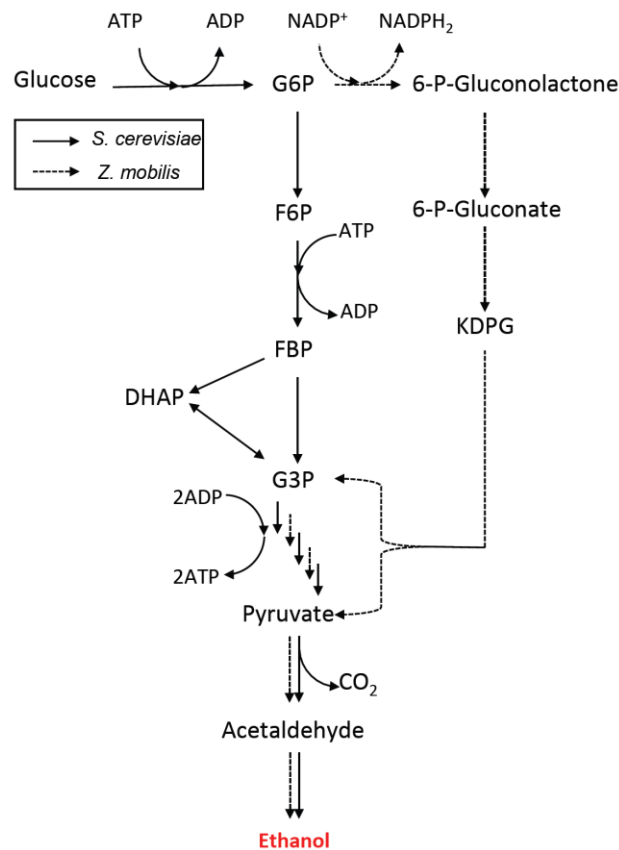 ATP ADP NADP⁺ NADPH₂
Glucose G6P 6-P-Gluconolactone
S. cerevisiae
Z. mobilis
F6P 6-P-Gluconate
ATP
ADP
KDPG
FBP
DHAP
G3P
2ADP
2ATP
Pyruvate
CO₂
Acetaldehyde
Ethanol